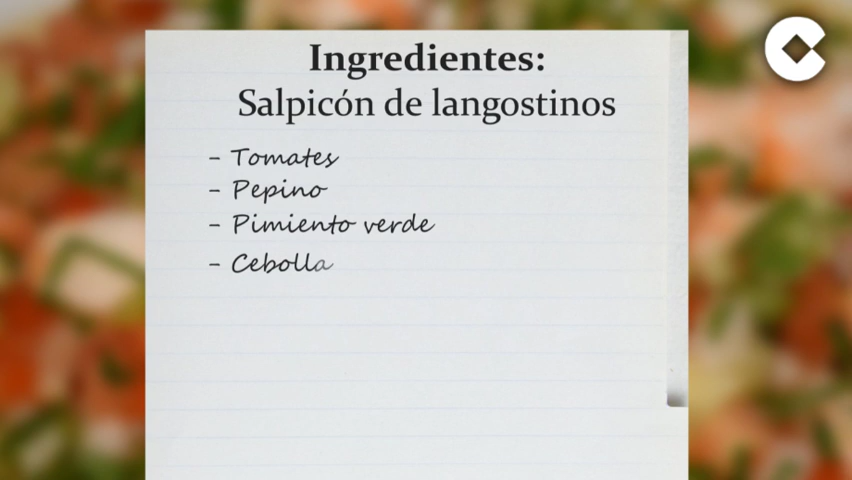 Ingredientes:
Salpicón de langostinos
- Tomates
- Pepino
- Pimiento verde
- Cebolla